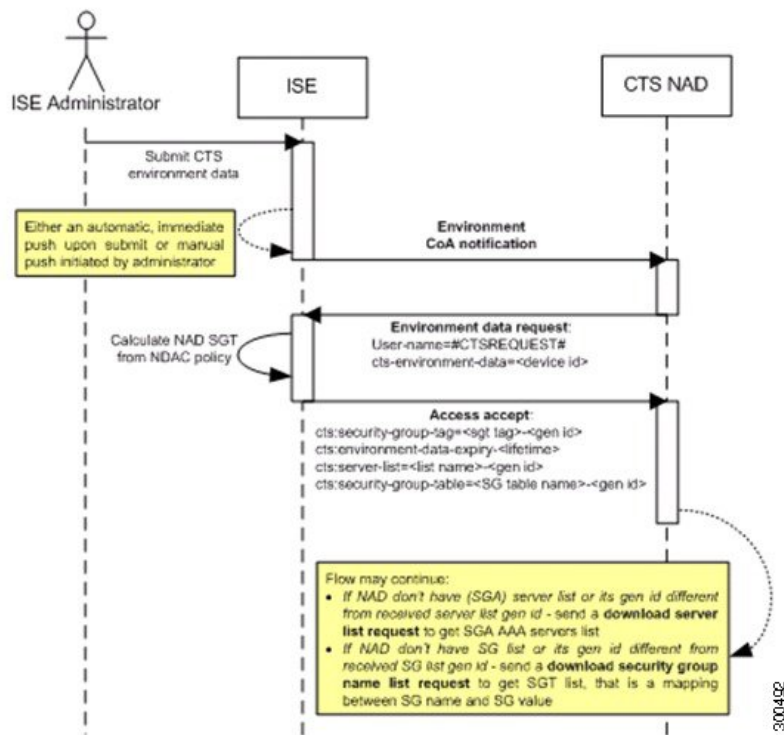 ISE Administrator
ISE
CTS NAD
Submit CTS
environment data
Either an automatic, immediate
push upon submit or manual
push initiated by administrator
Environment
CoA notification
Calculate NAD SGT
from NDAC policy
Environment data request:
User-name=#CTSREQUEST#
cts-environment-data=<device id>
Access accept:
cts:security-group-tag=<sgt tag>-<gen id>
cts:environment-data-expiry-<lifetime>
cts:server-list=<list name>-<gen id>
cts:security-group-table=<SG table name>-<gen id>
Flow may continue:
• If NAD don't have (SGA) server list or its gen id different
from received server list gen id - send a download server
list request to get SGA AAA servers list
• If NAD don't have SG list or its gen id different from
received SG list gen id - send a download security group
name list request to get SGT list, that is a mapping
between SG name and SG value
300492